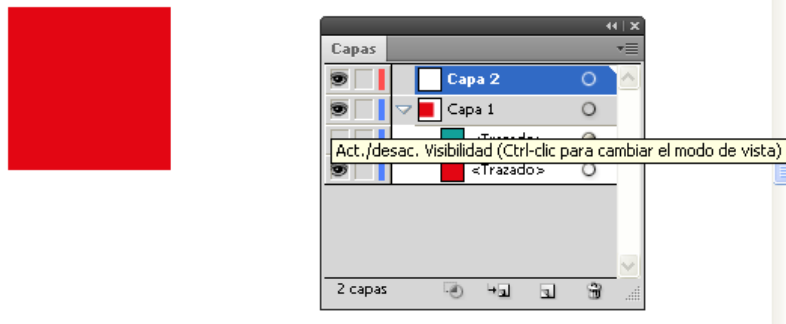 Capas
Capa 2
Capa 1
Act./desac. Visibilidad (Ctrl-clic para cambiar el modo de vista)
<Trazado>
2 capas